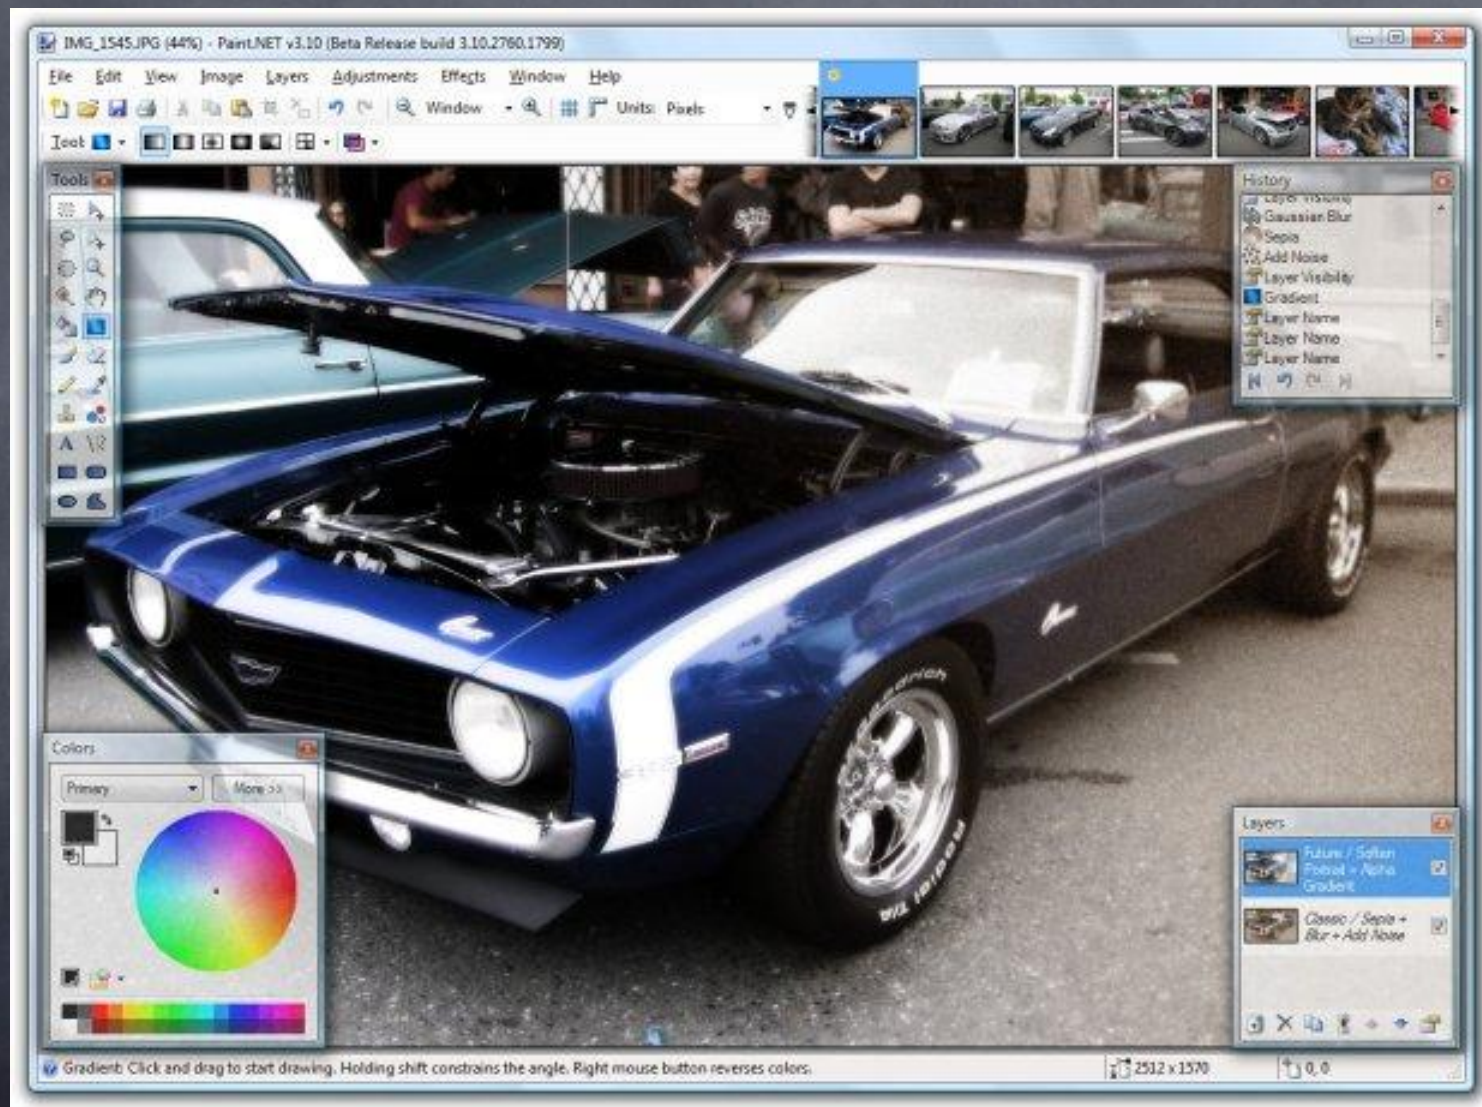 IMG_1545.JPG (44%) - Paint.NET v3.10 (Beta Release build 3.10.2760.1799)
File Edit View Image Layers Adjustments Effects Window Help
Window Units: Pixels
Tool:
Tools
History
Layer Visibility
Gaussian Blur
Sepia
Add Noise
Layer Visibility
Gradient
Layer Name
Layer Name
Layer Name
Radial T/A
Colors
Primary More >>
Layers
Future / Soften
Portrait + Alpha
Gradient
Classic / Sepia +
Blur + Add Noise
Gradient: Click and drag to start drawing. Holding shift constrains the angle. Right mouse button reverses colors.
2512 x 1570
0, 0